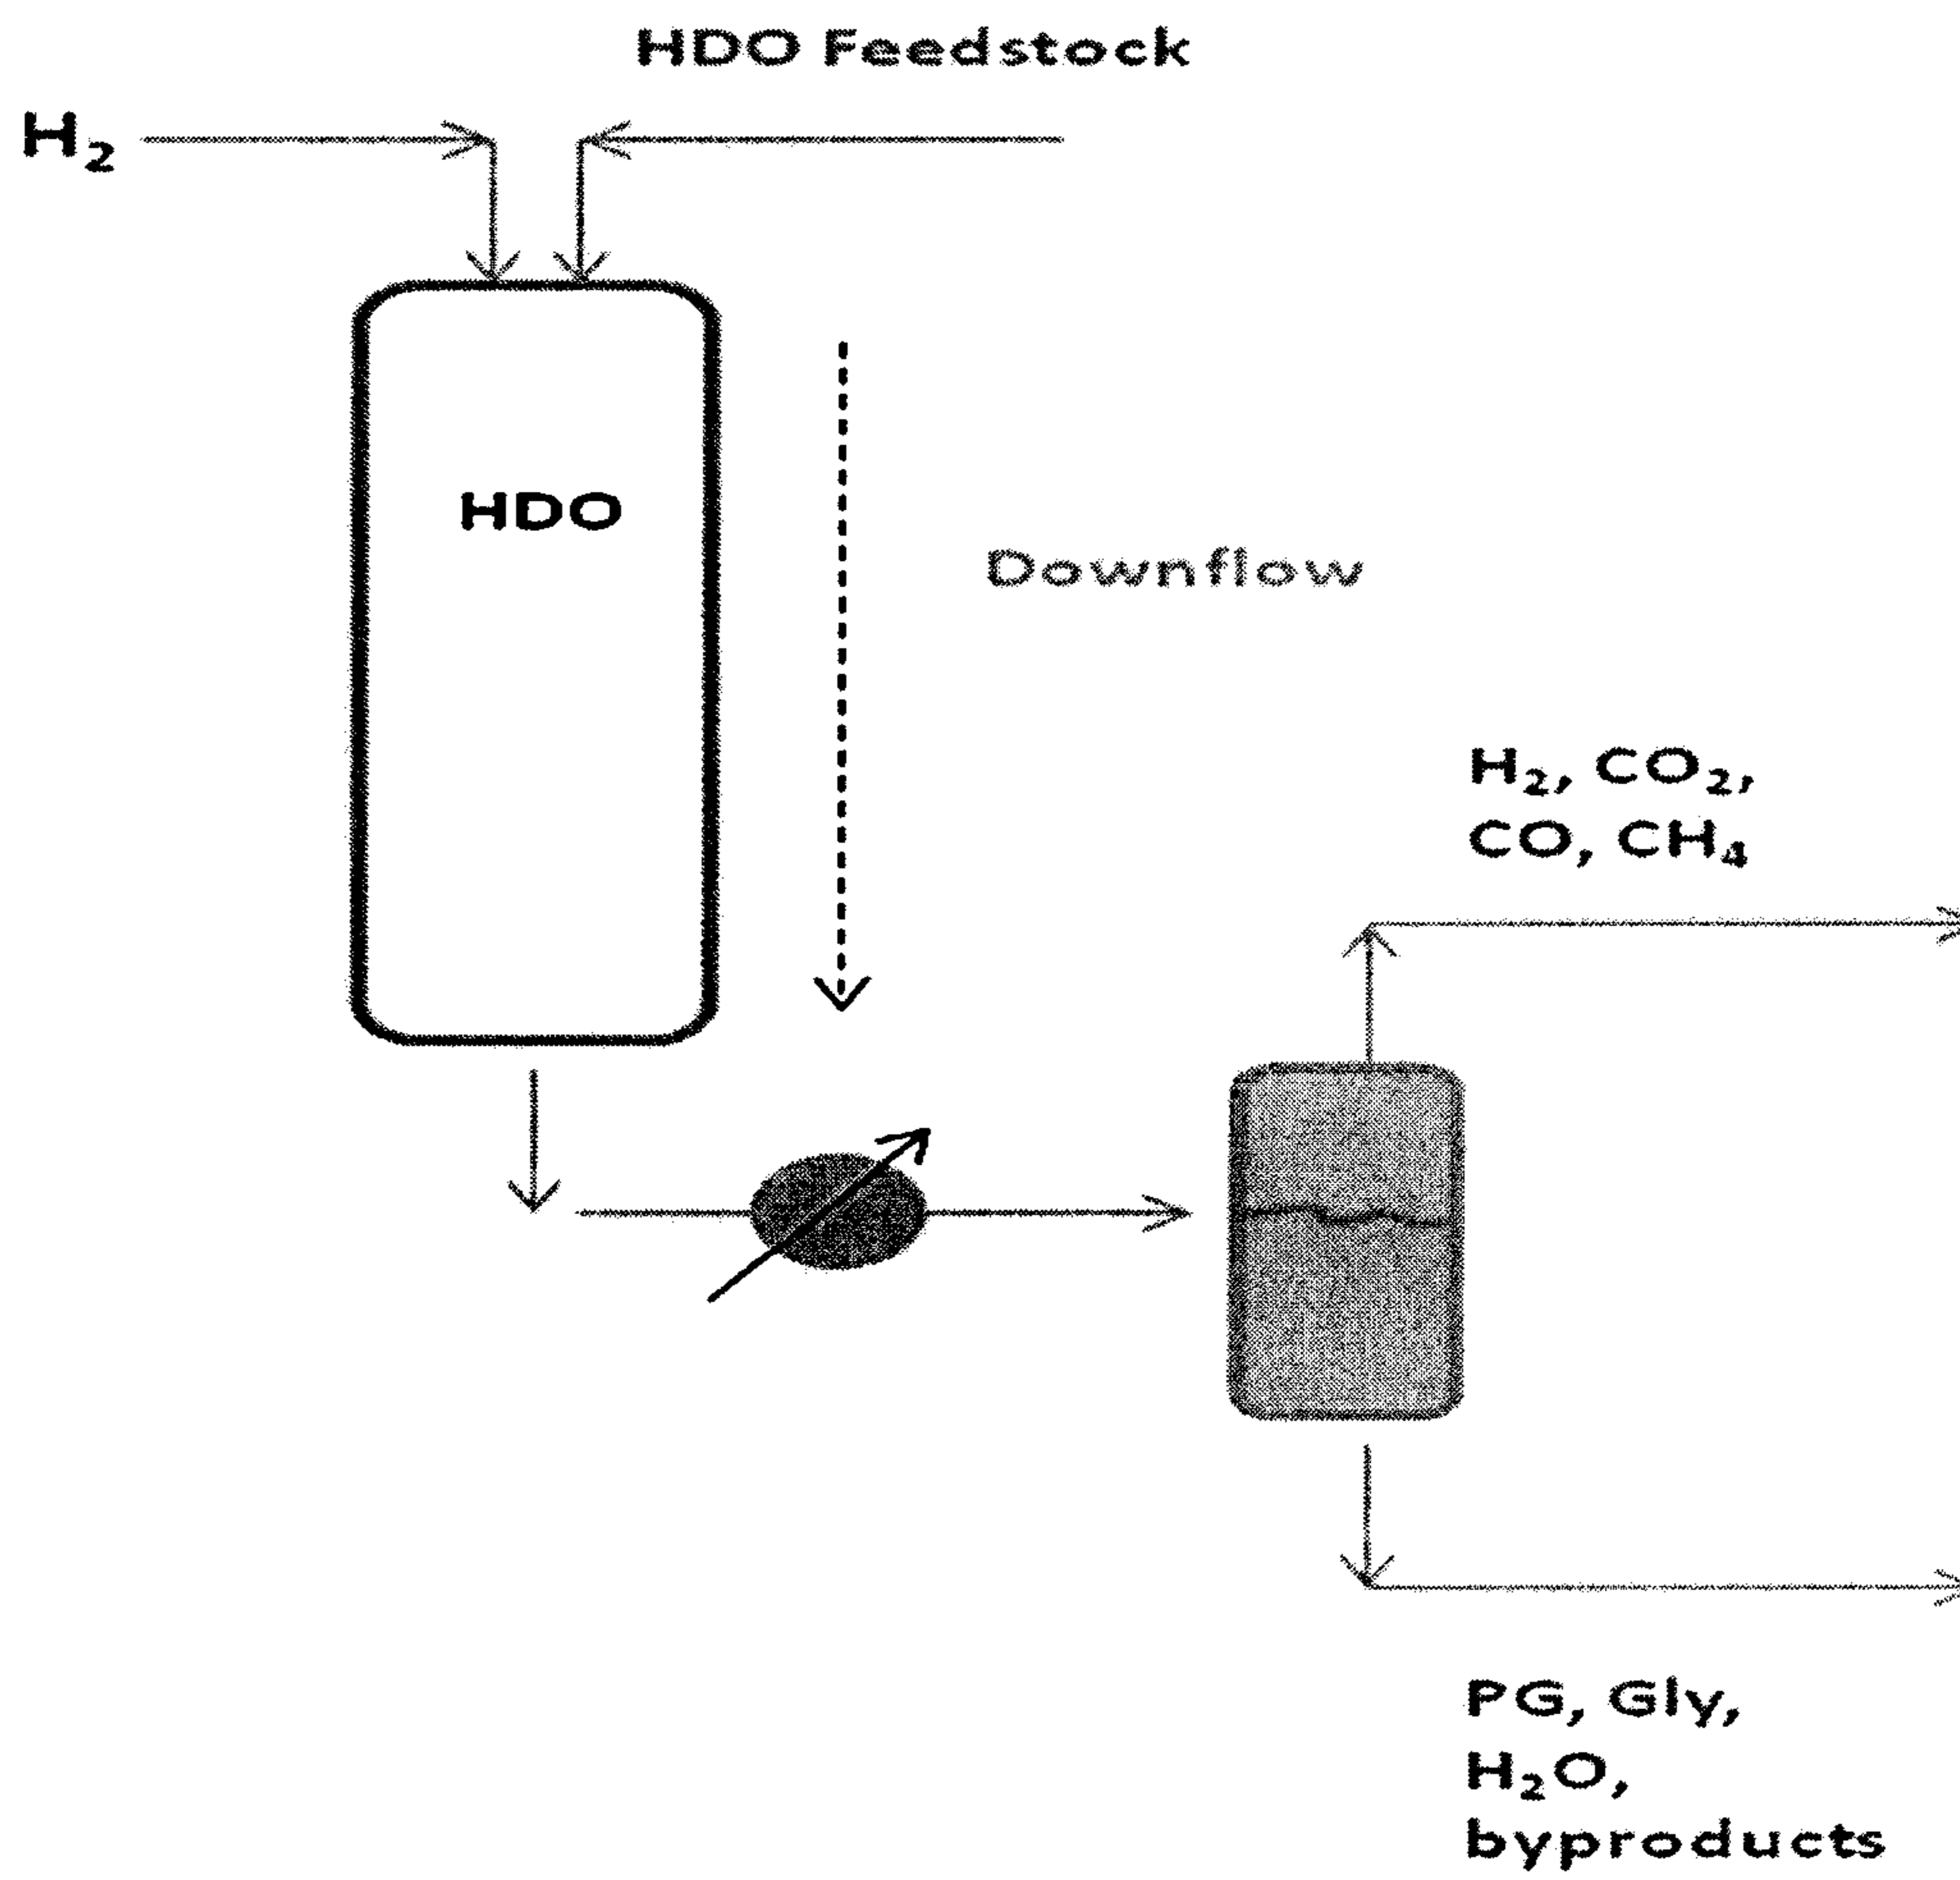 HDO Feedstock
H₂
HDO
Downflow
H₂, CO₂,
CO, CH₄
PG, Gly,
H₂O,
byproducts